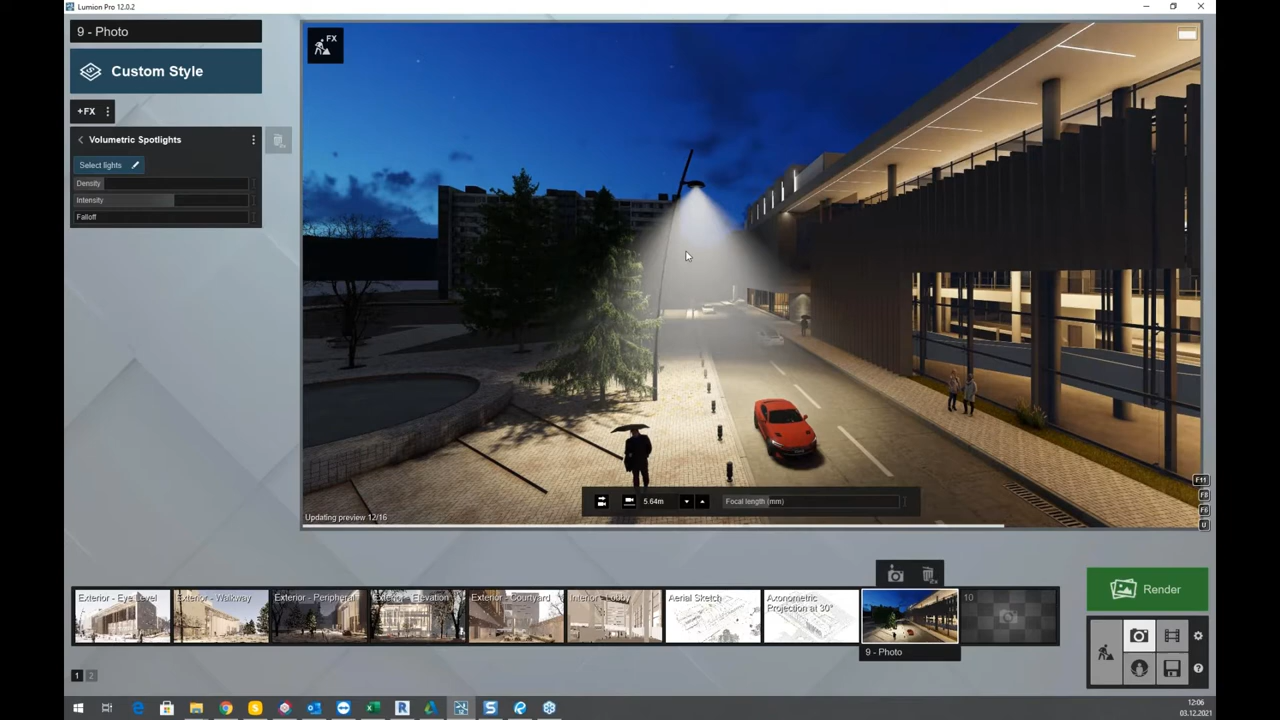 Lumion Pro 12.0.2
9 - Photo
FX
Custom Style
+FX
Volumetric Spotlights
Select lights
Density
Intensity
Falloff
5.64m
Focal length (mm)
Updating preview 12/16
F11
F8
F6
U
Exterior - Eye Level
Exterior - Walkway
Exterior - Peripheral
Exterior - Elevation
Exterior - Courtyard
Interior - Lobby
Aerial Sketch
Axonometric
Projection at 30°
10
9 - Photo
Render
1 2
12:06
03.12.2021